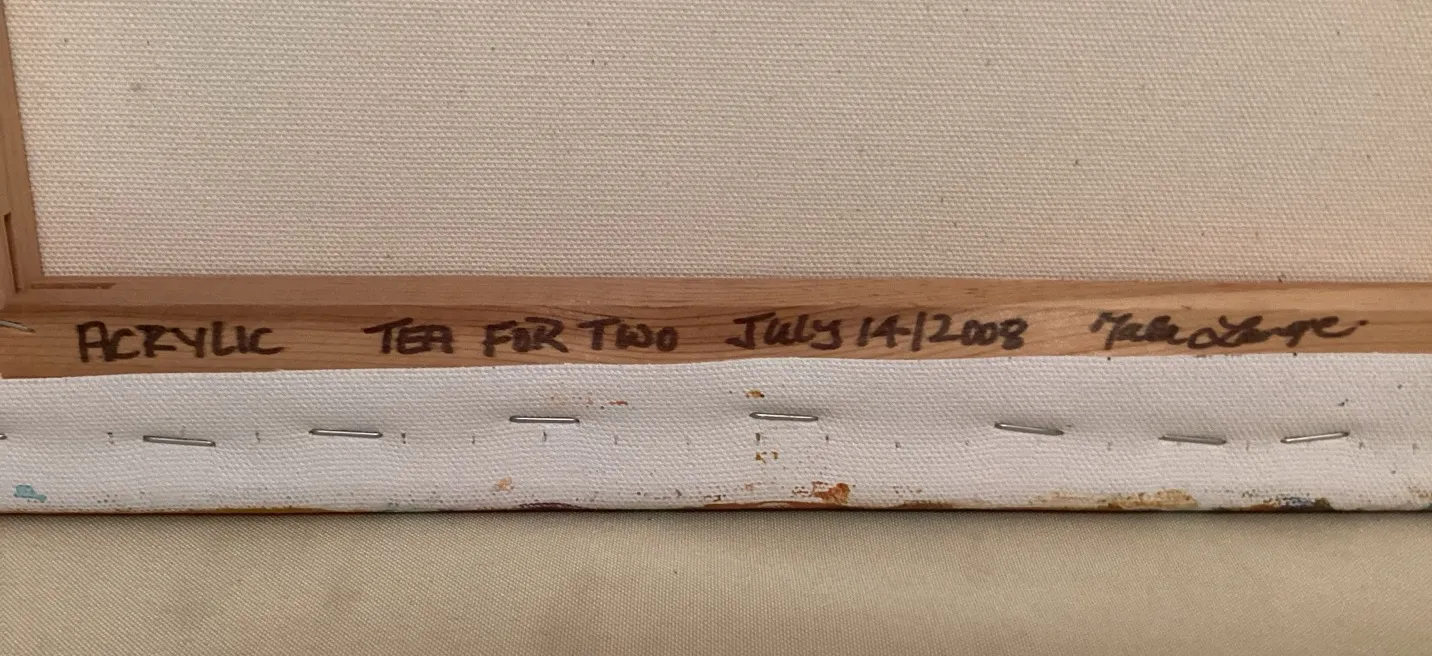 ACRYLIC TEA FOR TWO July 14/2008